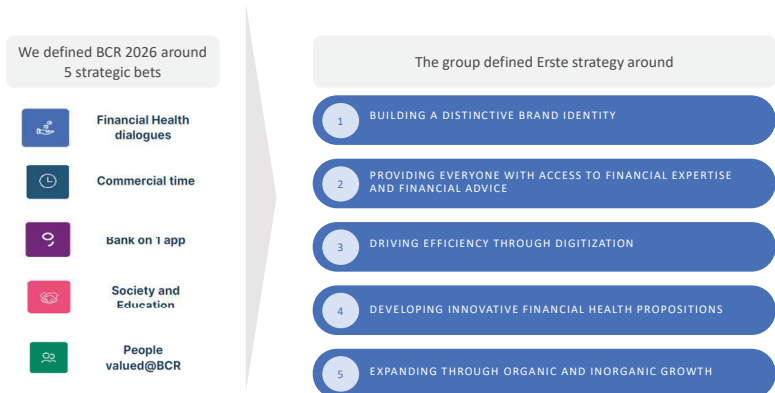 We defined BCR 2026 around
5 strategic bets
Financial Health
dialogues
Commercial time
Bank on 1 app
Society and
Education
People
valued@BCR
The group defined Erste strategy around
1 BUILDING A DISTINCTIVE BRAND IDENTITY
2 PROVIDING EVERYONE WITH ACCESS TO FINANCIAL EXPERTISE
AND FINANCIAL ADVICE
3 DRIVING EFFICIENCY THROUGH DIGITIZATION
4 DEVELOPING INNOVATIVE FINANCIAL HEALTH PROPOSITIONS
5 EXPANDING THROUGH ORGANIC AND INORGANIC GROWTH